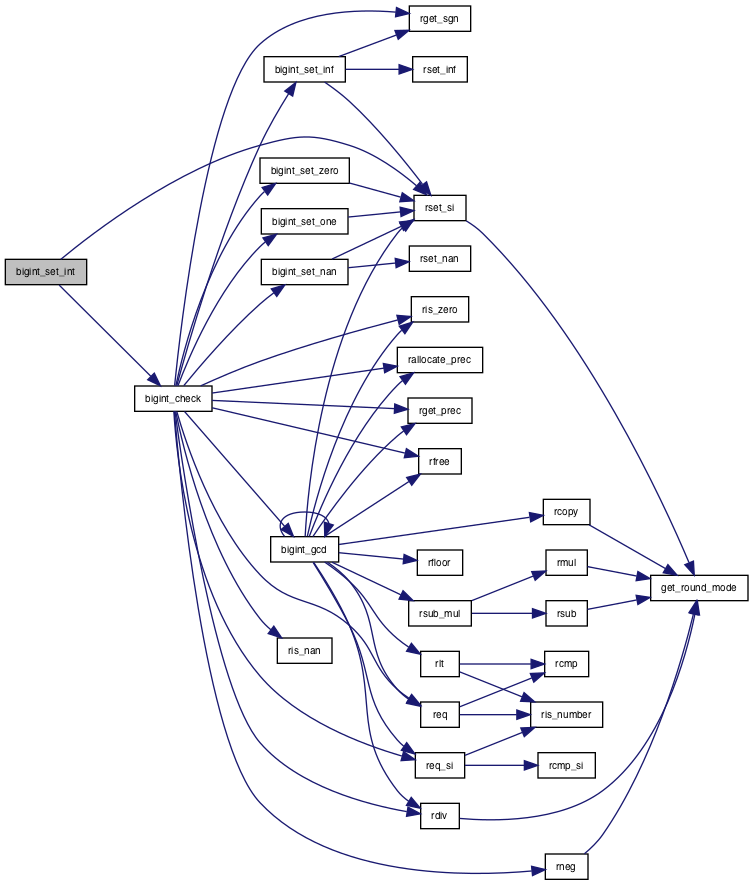 rget_sgn
bigint_set_inf
rset_inf
bigint_set_zero
rset_si
bigint_set_one
bigint_set_nan
rset_nan
bigint_set_int
ris_zero
rallocate_prec
bigint_check
rget_prec
rfree
rcopy
bigint_gcd
rfloor
rmul
get_round_mode
rsub_mul
rsub
ris_nan
rlt
rcmp
req
ris_number
req_si
rcmp_si
rdiv
rneg